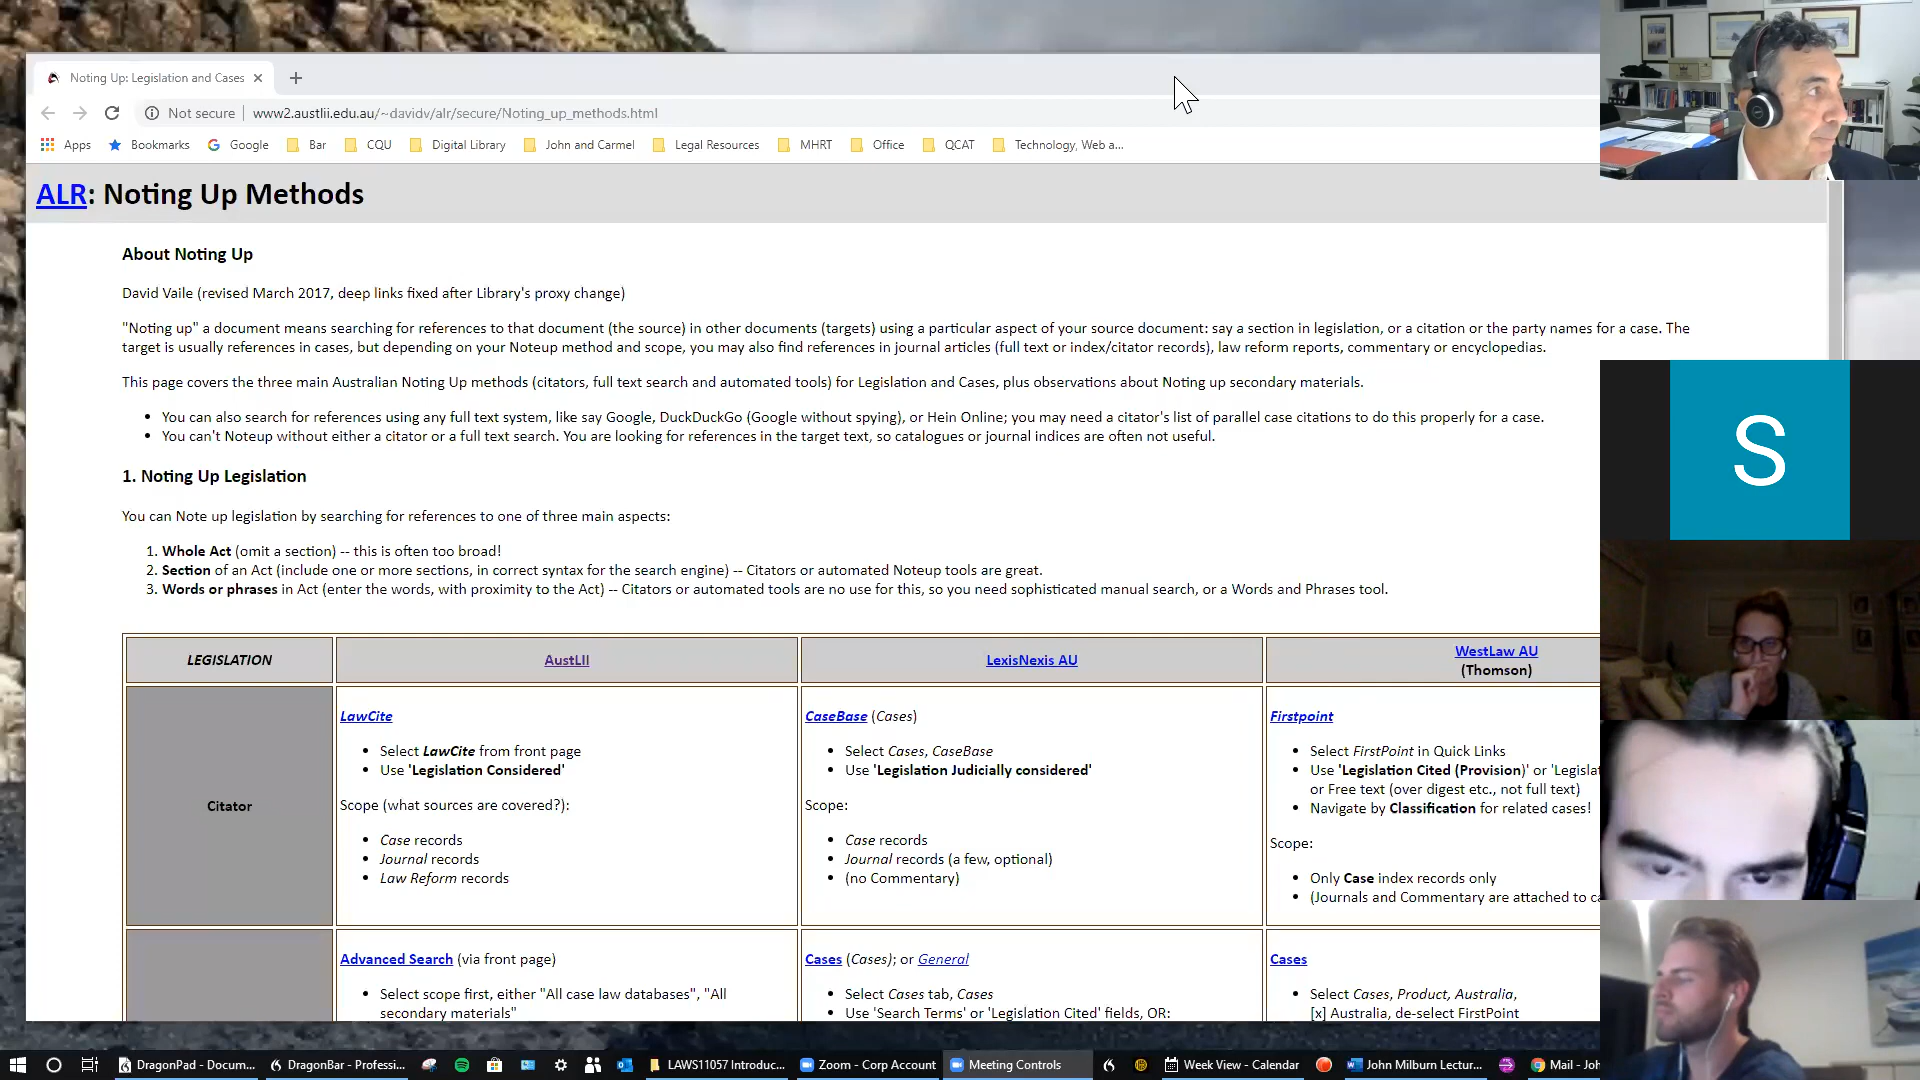 Noting Up: Legislation and Cases
Not secure www2.austlii.edu.au/~davidv/alr/secure/Noting_up_methods.html
Apps Bookmarks Google Bar CQU Digital Library John and Carmel Legal Resources MHRT Office QCAT Technology, Web a...
ALR: Noting Up Methods
About Noting Up
David Vaile (revised March 2017, deep links fixed after Library's proxy change)
"Noting up" a document means searching for references to that document (the source) in other documents (targets) using a particular aspect of your source document: say a section in legislation, or a citation or the party names for a case. The
target is usually references in cases, but depending on your Noteup method and scope, you may also find references in journal articles (full text or index/citator records), law reform reports, commentary or encyclopedias.
This page covers the three main Australian Noting Up methods (citators, full text search and automated tools) for Legislation and Cases, plus observations about Noting up secondary materials.
• You can also search for references using any full text system, like say Google, DuckDuckGo (Google without spying), or Hein Online; you may need a citator's list of parallel case citations to do this properly for a case.
• You can't Noteup without either a citator or a full text search. You are looking for references in the target text, so catalogues or journal indices are often not useful.
1. Noting Up Legislation
You can Note up legislation by searching for references to one of three main aspects:
1. Whole Act (omit a section) -- this is often too broad!
2. Section of an Act (include one or more sections, in correct syntax for the search engine) -- Citators or automated Noteup tools are great.
3. Words or phrases in Act (enter the words, with proximity to the Act) -- Citators or automated tools are no use for this, so you need sophisticated manual search, or a Words and Phrases tool.
LEGISLATION
AustLII
LexisNexis AU
WestLaw AU
(Thomson)
Citator
LawCite
• Select LawCite from front page
• Use 'Legislation Considered'
Scope (what sources are covered?):
• Case records
• Journal records
• Law Reform records
CaseBase (Cases)
• Select Cases, CaseBase
• Use 'Legislation Judicially considered'
Scope:
• Case records
• Journal records (a few, optional)
• (no Commentary)
Firstpoint
• Select FirstPoint in Quick Links
• Use 'Legislation Cited (Provision)' or 'Legisla
or Free text (over digest etc., not full text)
• Navigate by Classification for related cases!
Scope:
• Only Case index records only
• (Journals and Commentary are attached to ca
Advanced Search (via front page)
• Select scope first, either "All case law databases", "All
secondary materials"
Cases (Cases); or General
• Select Cases tab, Cases
• Use 'Search Terms' or 'Legislation Cited' fields, OR:
Cases
• Select Cases, Product, Australia,
[x] Australia, de-select FirstPoint
S
DragonPad - Docum... DragonBar - Professi... LAWS11057 Introduc... Zoom - Corp Account Meeting Controls Week View - Calendar John Milburn Lectur... Mail - Joh